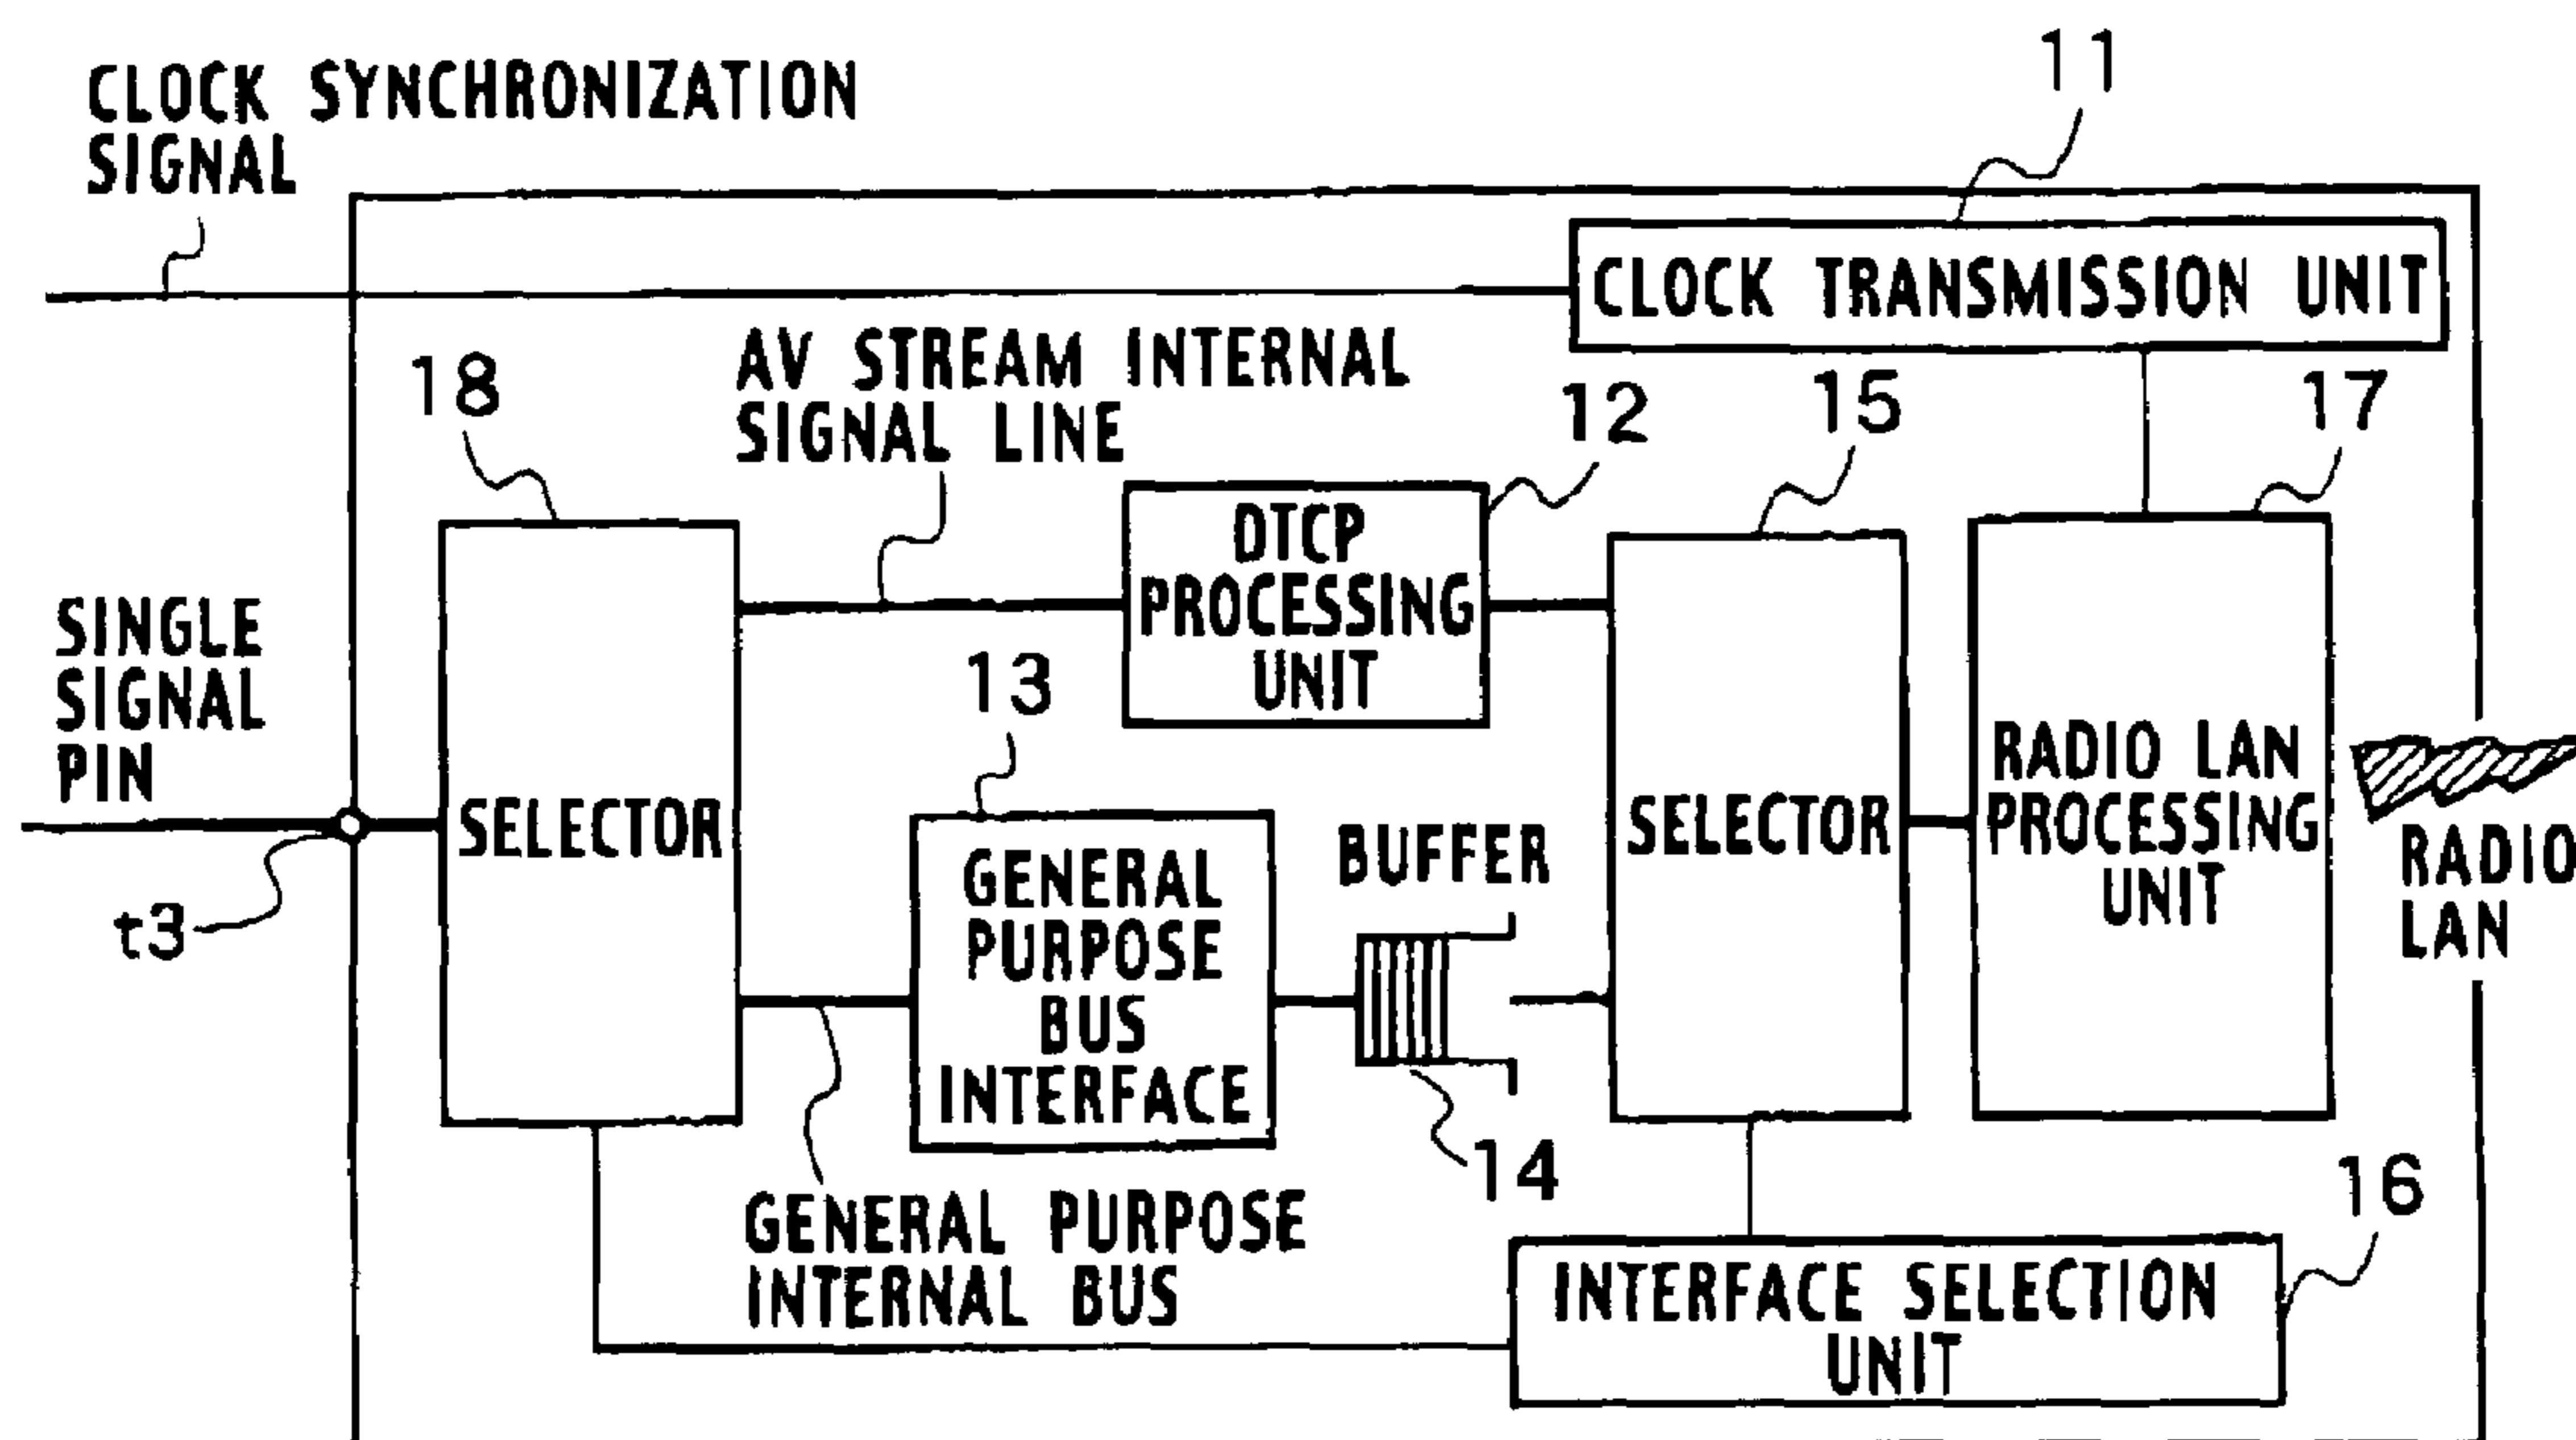 11
CLOCK SYNCHRONIZATION
SIGNAL
CLOCK TRANSMISSION UNIT
AV STREAM INTERNAL
SIGNAL LINE
18
12
15
17
DTCP
PROCESSING
UNIT
SINGLE
SIGNAL
PIN
13
SELECTOR
GENERAL
PURPOSE
BUS
INTERFACE
BUFFER
SELECTOR
RADIO LAN
PROCESSING
UNIT
RADIO
LAN
t3
14
GENERAL PURPOSE
INTERNAL BUS
16
INTERFACE SELECTION
UNIT